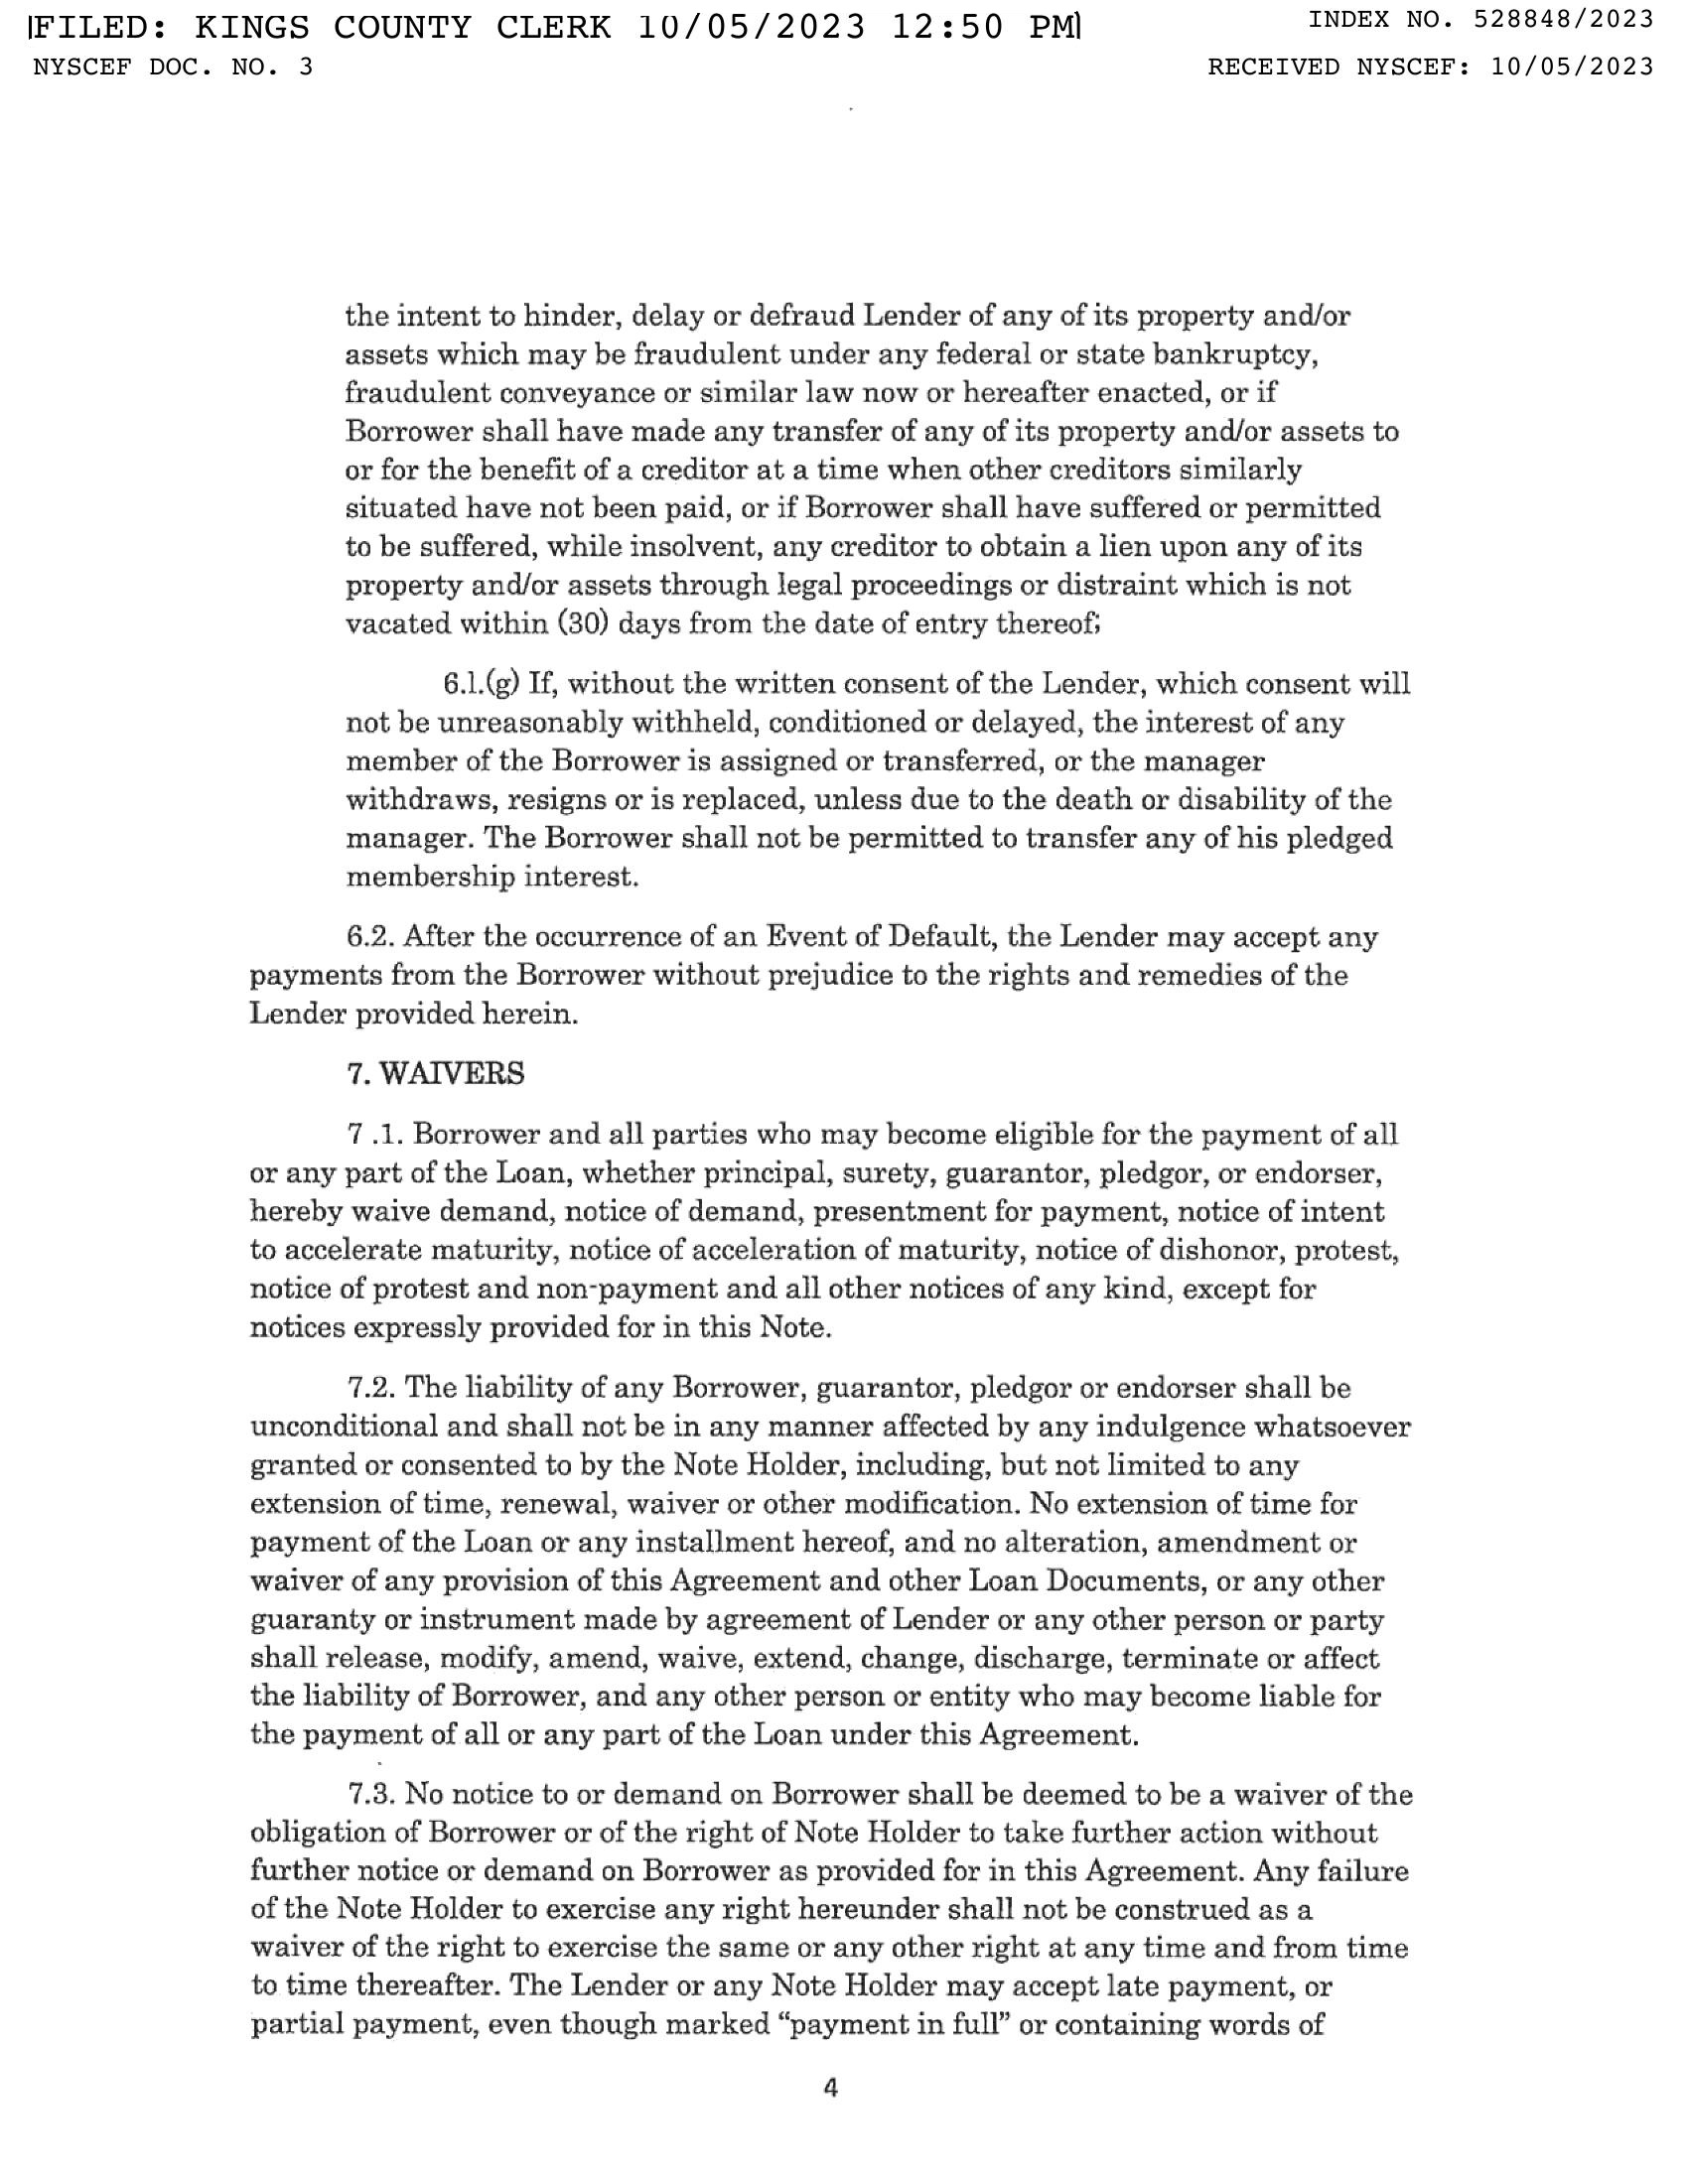 FILED: KINGS COUNTY CLERK 10/05/2023 12:50 PM
INDEX NO. 528848/2023
NYSCEF DOC. NO. 3
RECEIVED NYSCEF: 10/05/2023
the intent to hinder, delay or defraud Lender of any of its property and/or
assets which may be fraudulent under any federal or state bankruptcy,
fraudulent conveyance or similar law now or hereafter enacted, or if
Borrower shall have made any transfer of any of its property and/or assets to
or for the benefit of a creditor at a time when other creditors similarly
situated have not been paid, or if Borrower shall have suffered or permitted
to be suffered, while insolvent, any creditor to obtain a lien upon any of its
property and/or assets through legal proceedings or distraint which is not
vacated within (30) days from the date of entry thereof;
6.1.(g) If, without the written consent of the Lender, which consent will
not be unreasonably withheld, conditioned or delayed, the interest of any
member of the Borrower is assigned or transferred, or the manager
withdraws, resigns or is replaced, unless due to the death or disability of the
manager. The Borrower shall not be permitted to transfer any of his pledged
membership interest.
6.2. After the occurrence of an Event of Default, the Lender may accept any
payments from the Borrower without prejudice to the rights and remedies of the
Lender provided herein.
7. WAIVERS
7 .1. Borrower and all parties who may become eligible for the payment of all
or any part of the Loan, whether principal, surety, guarantor, pledgor, or endorser,
hereby waive demand, notice of demand, presentment for payment, notice of intent
to accelerate maturity, notice of acceleration of maturity, notice of dishonor, protest,
notice of protest and non-payment and all other notices of any kind, except for
notices expressly provided for in this Note.
7.2. The liability of any Borrower, guarantor, pledgor or endorser shall be
unconditional and shall not be in any manner affected by any indulgence whatsoever
granted or consented to by the Note Holder, including, but not limited to any
extension of time, renewal, waiver or other modification. No extension of time for
payment of the Loan or any installment hereof, and no alteration, amendment or
waiver of any provision of this Agreement and other Loan Documents, or any other
guaranty or instrument made by agreement of Lender or any other person or party
shall release, modify, amend, waive, extend, change, discharge, terminate or affect
the liability of Borrower, and any other person or entity who may become liable for
the payment of all or any part of the Loan under this Agreement.
7.3. No notice to or demand on Borrower shall be deemed to be a waiver of the
obligation of Borrower or of the right of Note Holder to take further action without
further notice or demand on Borrower as provided for in this Agreement. Any failure
of the Note Holder to exercise any right hereunder shall not be construed as a
waiver of the right to exercise the same or any other right at any time and from time
to time thereafter. The Lender or any Note Holder may accept late payment, or
partial payment, even though marked “payment in full” or containing words of
4